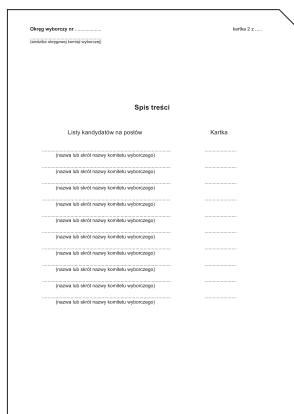 Okręg wyborczy nr ...................
kartka 2 z .....
..................................................
(siedziba okręgowej komisji wyborczej)
Spis treści
Listy kandydatów na posłów
Kartka
.................................................. ....................
(nazwa lub skrót nazwy komitetu wyborczego)
.................................................. ....................
(nazwa lub skrót nazwy komitetu wyborczego)
.................................................. ....................
(nazwa lub skrót nazwy komitetu wyborczego)
.................................................. ....................
(nazwa lub skrót nazwy komitetu wyborczego)
.................................................. ....................
(nazwa lub skrót nazwy komitetu wyborczego)
.................................................. ....................
(nazwa lub skrót nazwy komitetu wyborczego)
.................................................. ....................
(nazwa lub skrót nazwy komitetu wyborczego)
.................................................. ....................
(nazwa lub skrót nazwy komitetu wyborczego)
.................................................. ....................
(nazwa lub skrót nazwy komitetu wyborczego)
.................................................. ....................
(nazwa lub skrót nazwy komitetu wyborczego)